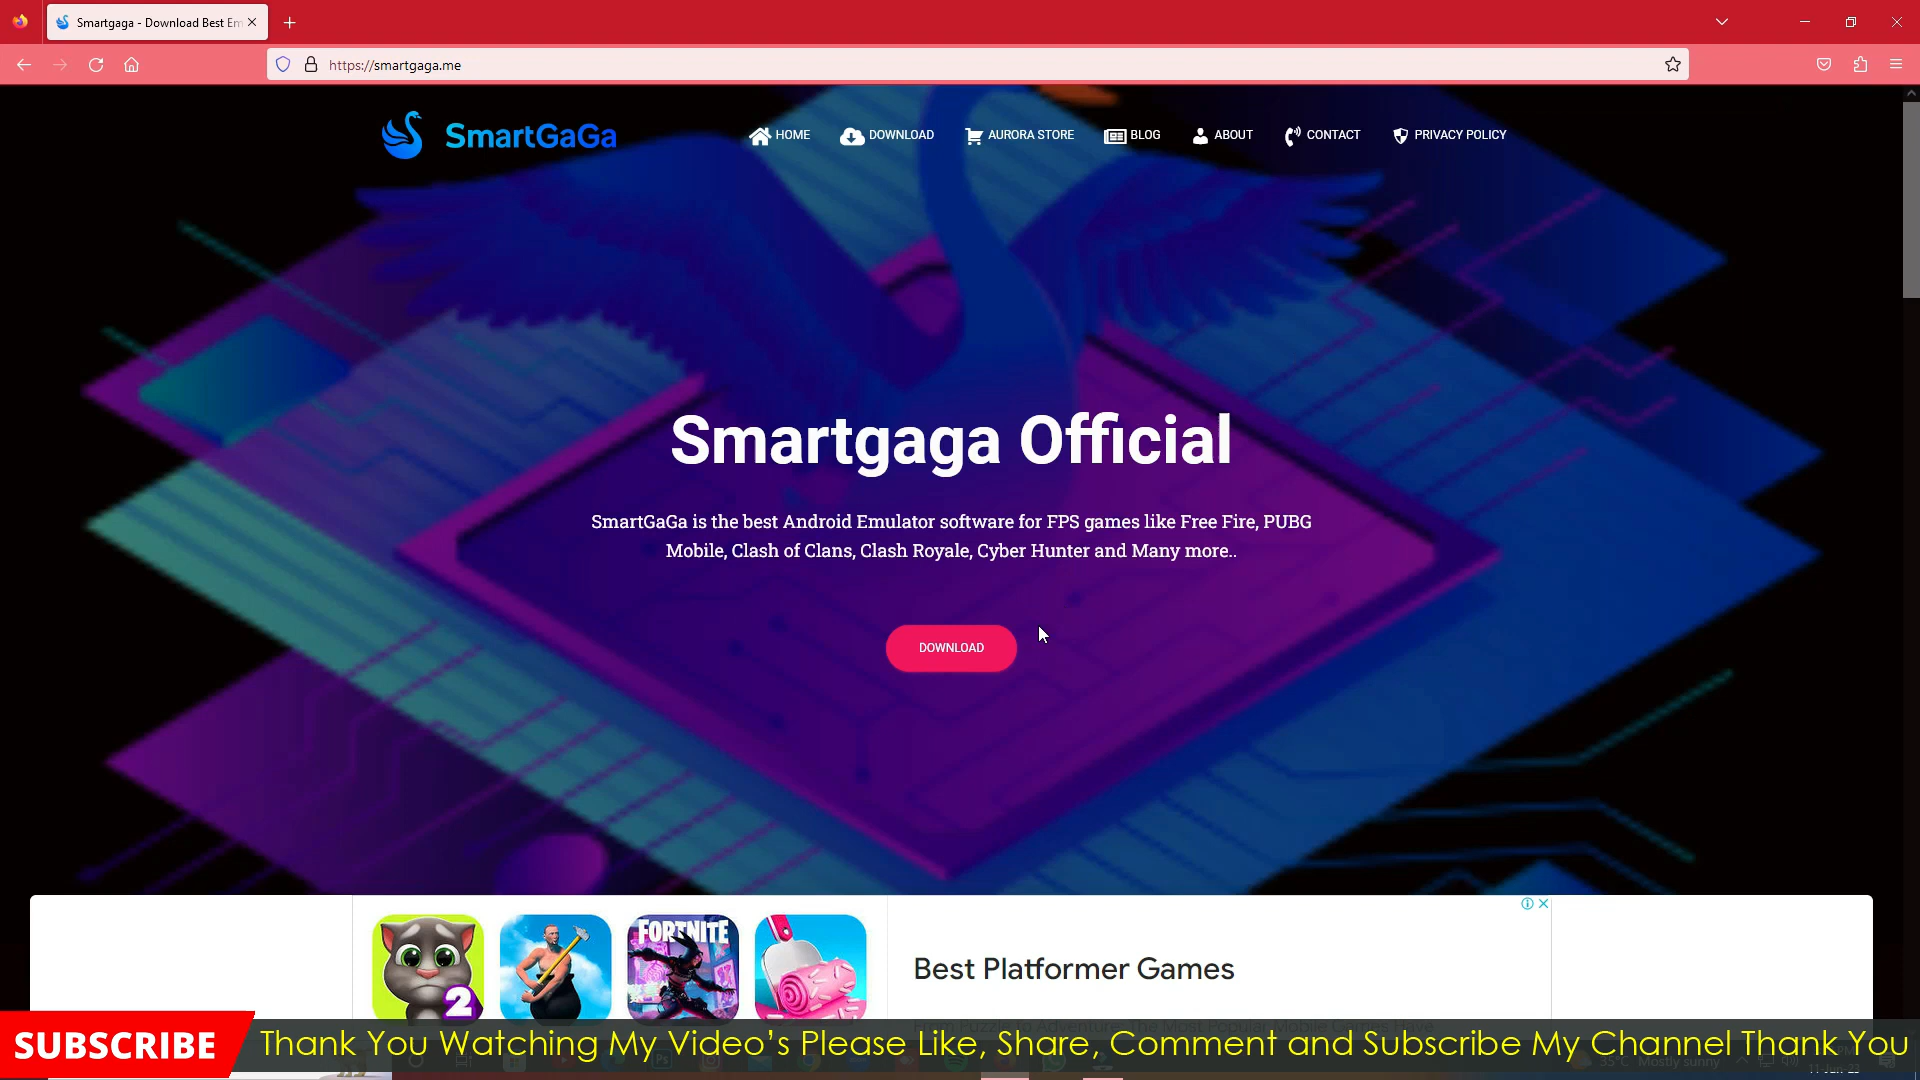 Smartgaga - Download Best Em
https://smartgaga.me
SmartGaGa
HOME
DOWNLOAD
AURORA STORE
BLOG
ABOUT
CONTACT
PRIVACY POLICY
Smartgaga Official
SmartGaGa is the best Android Emulator software for FPS games like Free Fire, PUBG
Mobile, Clash of Clans, Clash Royale, Cyber Hunter and Many more..
DOWNLOAD
2
FORTNITE
Best Platformer Games
SUBSCRIBE
Thank You Watching My Video's Please Like, Share, Comment and Subscribe My Channel Thank You
Mostly sunny